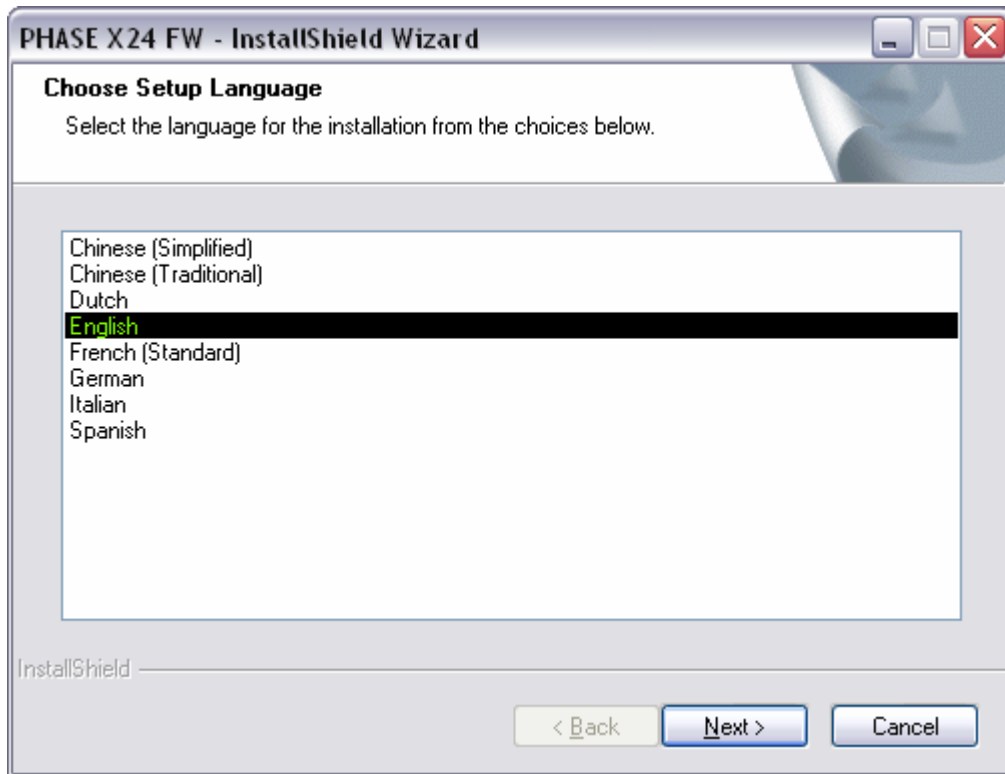 PHASE X24 FW - InstallShield Wizard
Choose Setup Language
Select the language for the installation from the choices below.
Chinese (Simplified)
Chinese (Traditional)
Dutch
English
French (Standard)
German
Italian
Spanish
InstallShield
< Back Next > Cancel